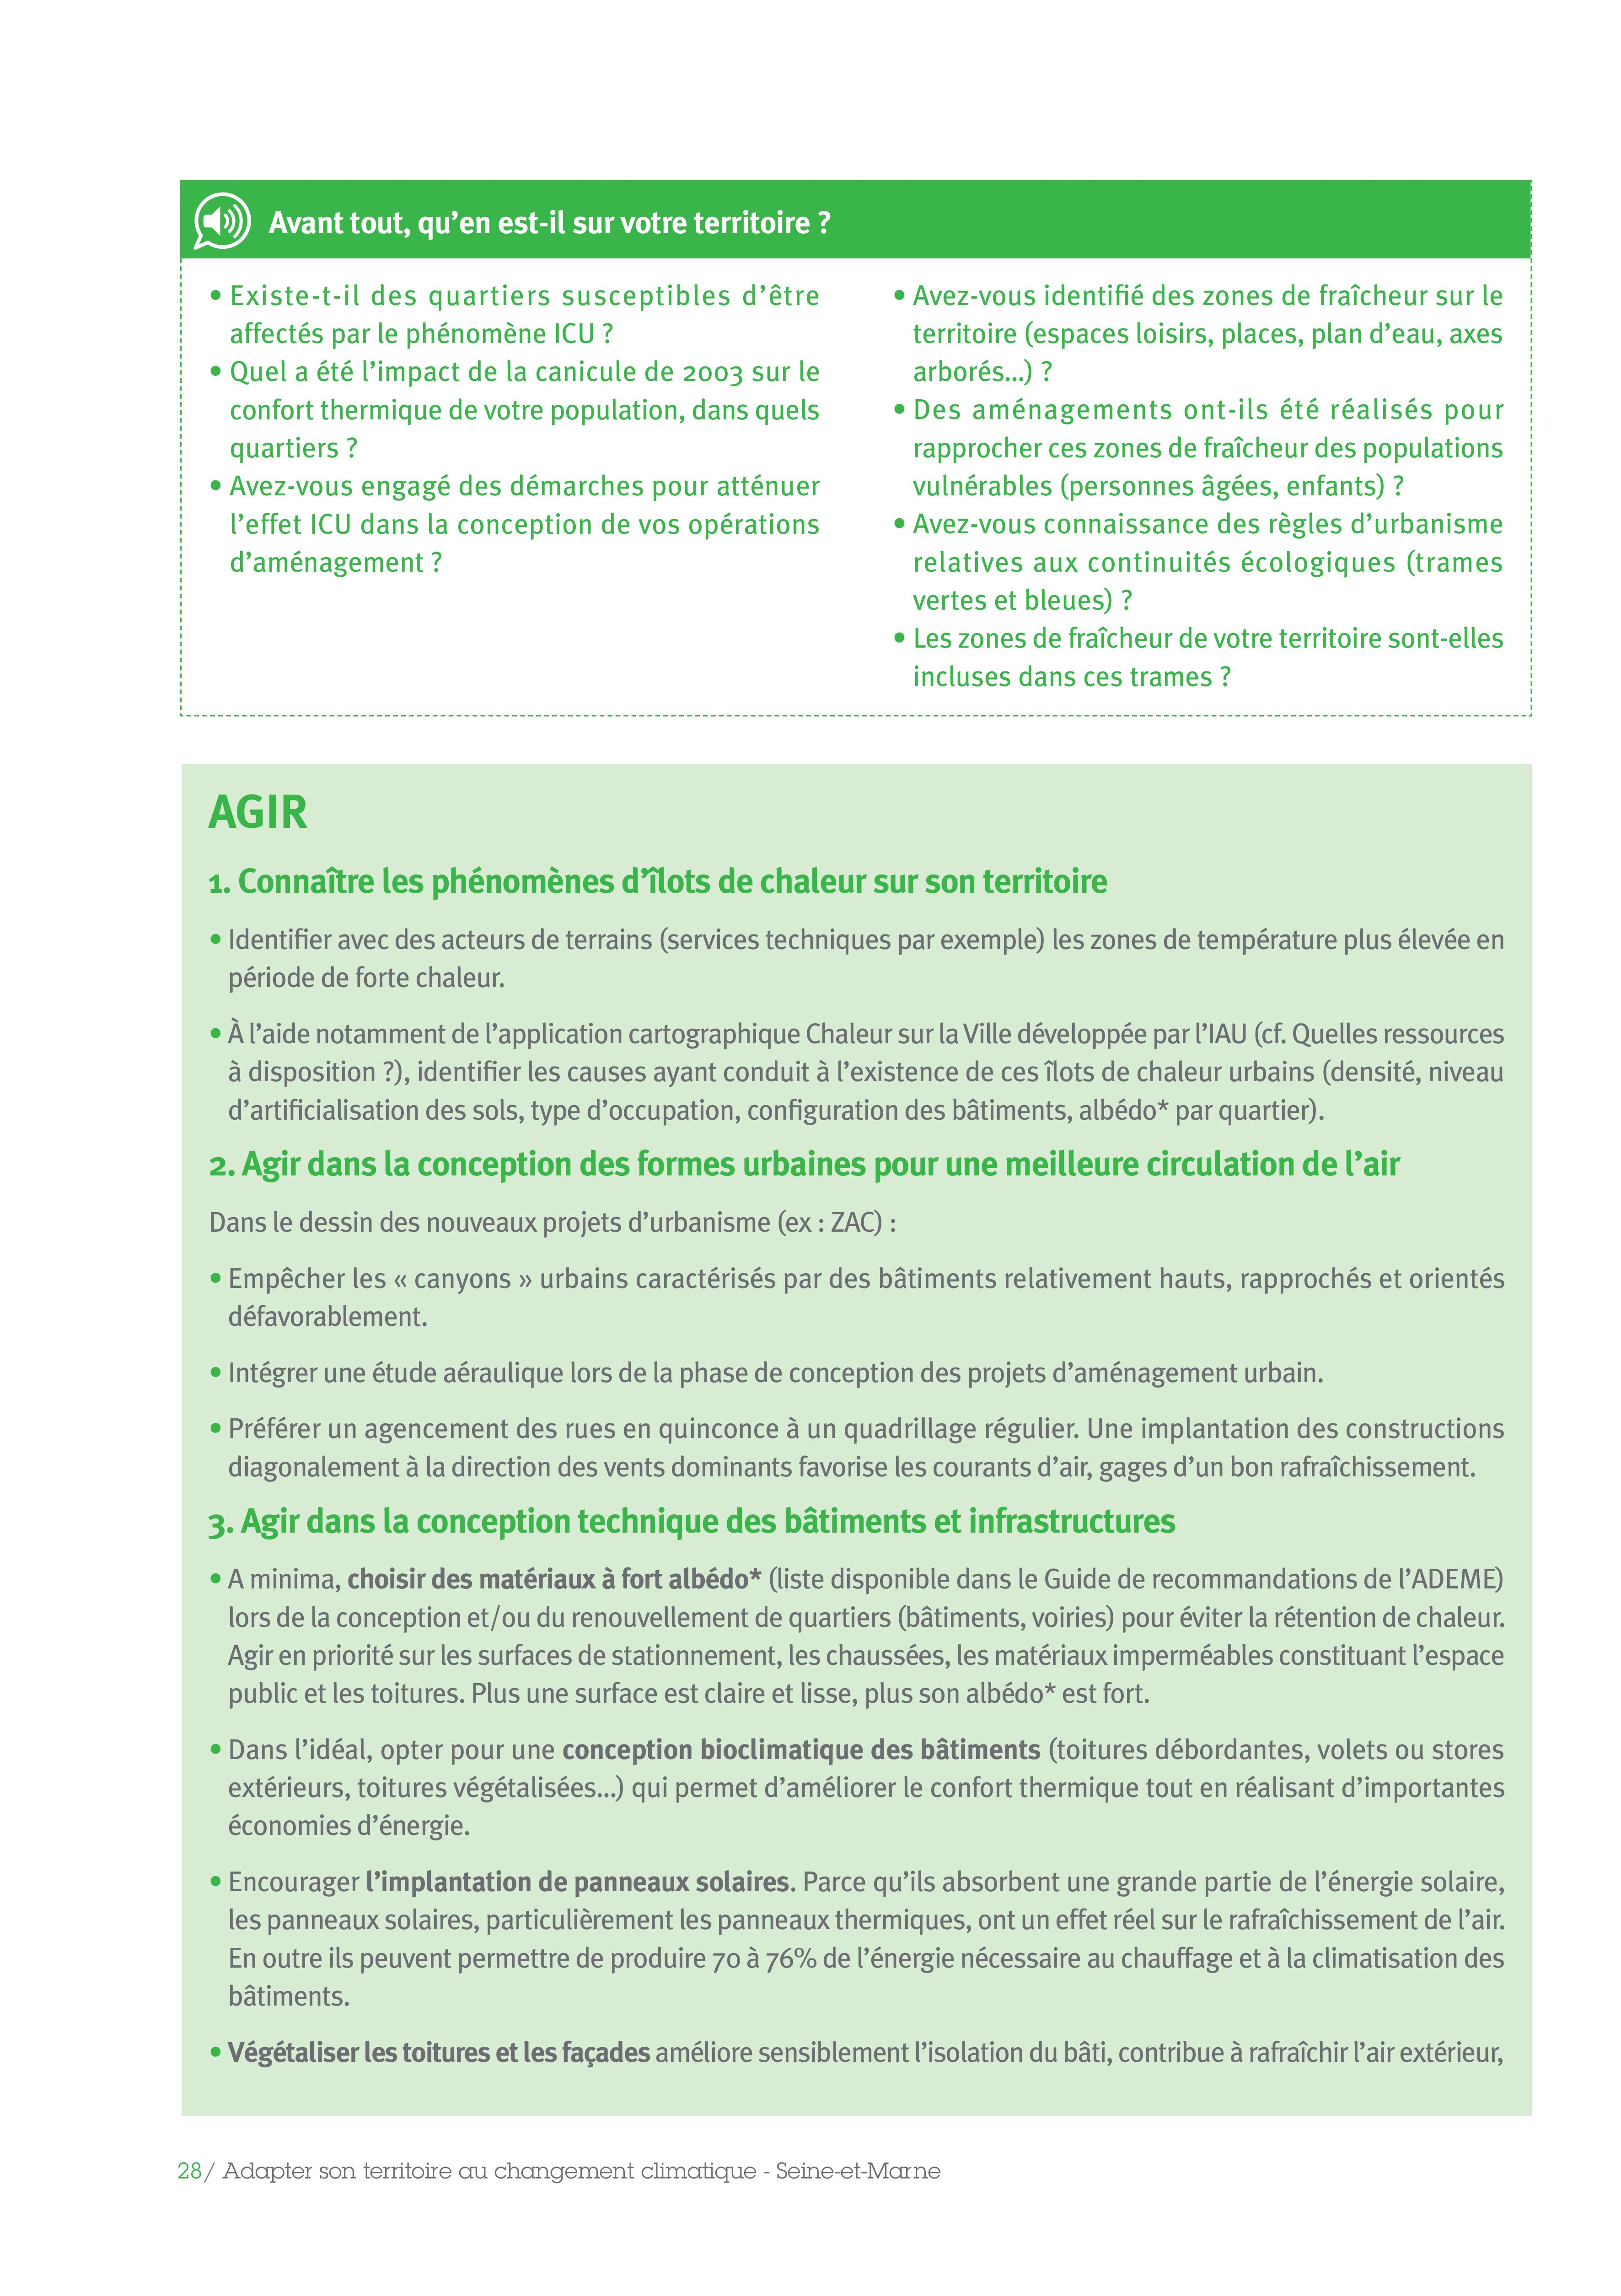 Avant tout, qu’en est-il sur votre territoire ?
• Existe-t-il des quartiers susceptibles d’être
affectés par le phénomène ICU ?
• Quel a été l’impact de la canicule de 2003 sur le
confort thermique de votre population, dans quels
quartiers ?
• Avez-vous engagé des démarches pour atténuer
l’effet ICU dans la conception de vos opérations
d’aménagement ?
• Avez-vous identifié des zones de fraîcheur sur le
territoire (espaces loisirs, places, plan d’eau, axes
arborés...) ?
• Des aménagements ont-ils été réalisés pour
rapprocher ces zones de fraîcheur des populations
vulnérables (personnes âgées, enfants) ?
• Avez-vous connaissance des règles d’urbanisme
relatives aux continuités écologiques (trames
vertes et bleues) ?
• Les zones de fraîcheur de votre territoire sont-elles
incluses dans ces trames ?
AGIR
1. Connaître les phénomènes d’îlots de chaleur sur son territoire
• Identifier avec des acteurs de terrains (services techniques par exemple) les zones de température plus élevée en
période de forte chaleur.
• À l’aide notamment de l’application cartographique Chaleur sur la Ville développée par l’IAU (cf. Quelles ressources
à disposition ?), identifier les causes ayant conduit à l’existence de ces îlots de chaleur urbains (densité, niveau
d’artificialisation des sols, type d’occupation, configuration des bâtiments, albédo* par quartier).
2. Agir dans la conception des formes urbaines pour une meilleure circulation de l’air
Dans le dessin des nouveaux projets d’urbanisme (ex : ZAC) :
• Empêcher les « canyons » urbains caractérisés par des bâtiments relativement hauts, rapprochés et orientés
défavorablement.
• Intégrer une étude aéraulique lors de la phase de conception des projets d’aménagement urbain.
• Préférer un agencement des rues en quinconce à un quadrillage régulier. Une implantation des constructions
diagonalement à la direction des vents dominants favorise les courants d’air, gages d’un bon rafraîchissement.
3. Agir dans la conception technique des bâtiments et infrastructures
• A minima, choisir des matériaux à fort albédo* (liste disponible dans le Guide de recommandations de l’ADEME)
lors de la conception et/ou du renouvellement de quartiers (bâtiments, voiries) pour éviter la rétention de chaleur.
Agir en priorité sur les surfaces de stationnement, les chaussées, les matériaux imperméables constituant l’espace
public et les toitures. Plus une surface est claire et lisse, plus son albédo* est fort.
• Dans l’idéal, opter pour une conception bioclimatique des bâtiments (toitures débordantes, volets ou stores
extérieurs, toitures végétalisées...) qui permet d’améliorer le confort thermique tout en réalisant d’importantes
économies d’énergie.
• Encourager l’implantation de panneaux solaires. Parce qu’ils absorbent une grande partie de l’énergie solaire,
les panneaux solaires, particulièrement les panneaux thermiques, ont un effet réel sur le rafraîchissement de l’air.
En outre ils peuvent permettre de produire 70 à 76% de l’énergie nécessaire au chauffage et à la climatisation des
bâtiments.
• Végétaliser les toitures et les façades améliore sensiblement l’isolation du bâti, contribue à rafraîchir l’air extérieur,
28/ Adapter son territoire au changement climatique - Seine-et-Marne